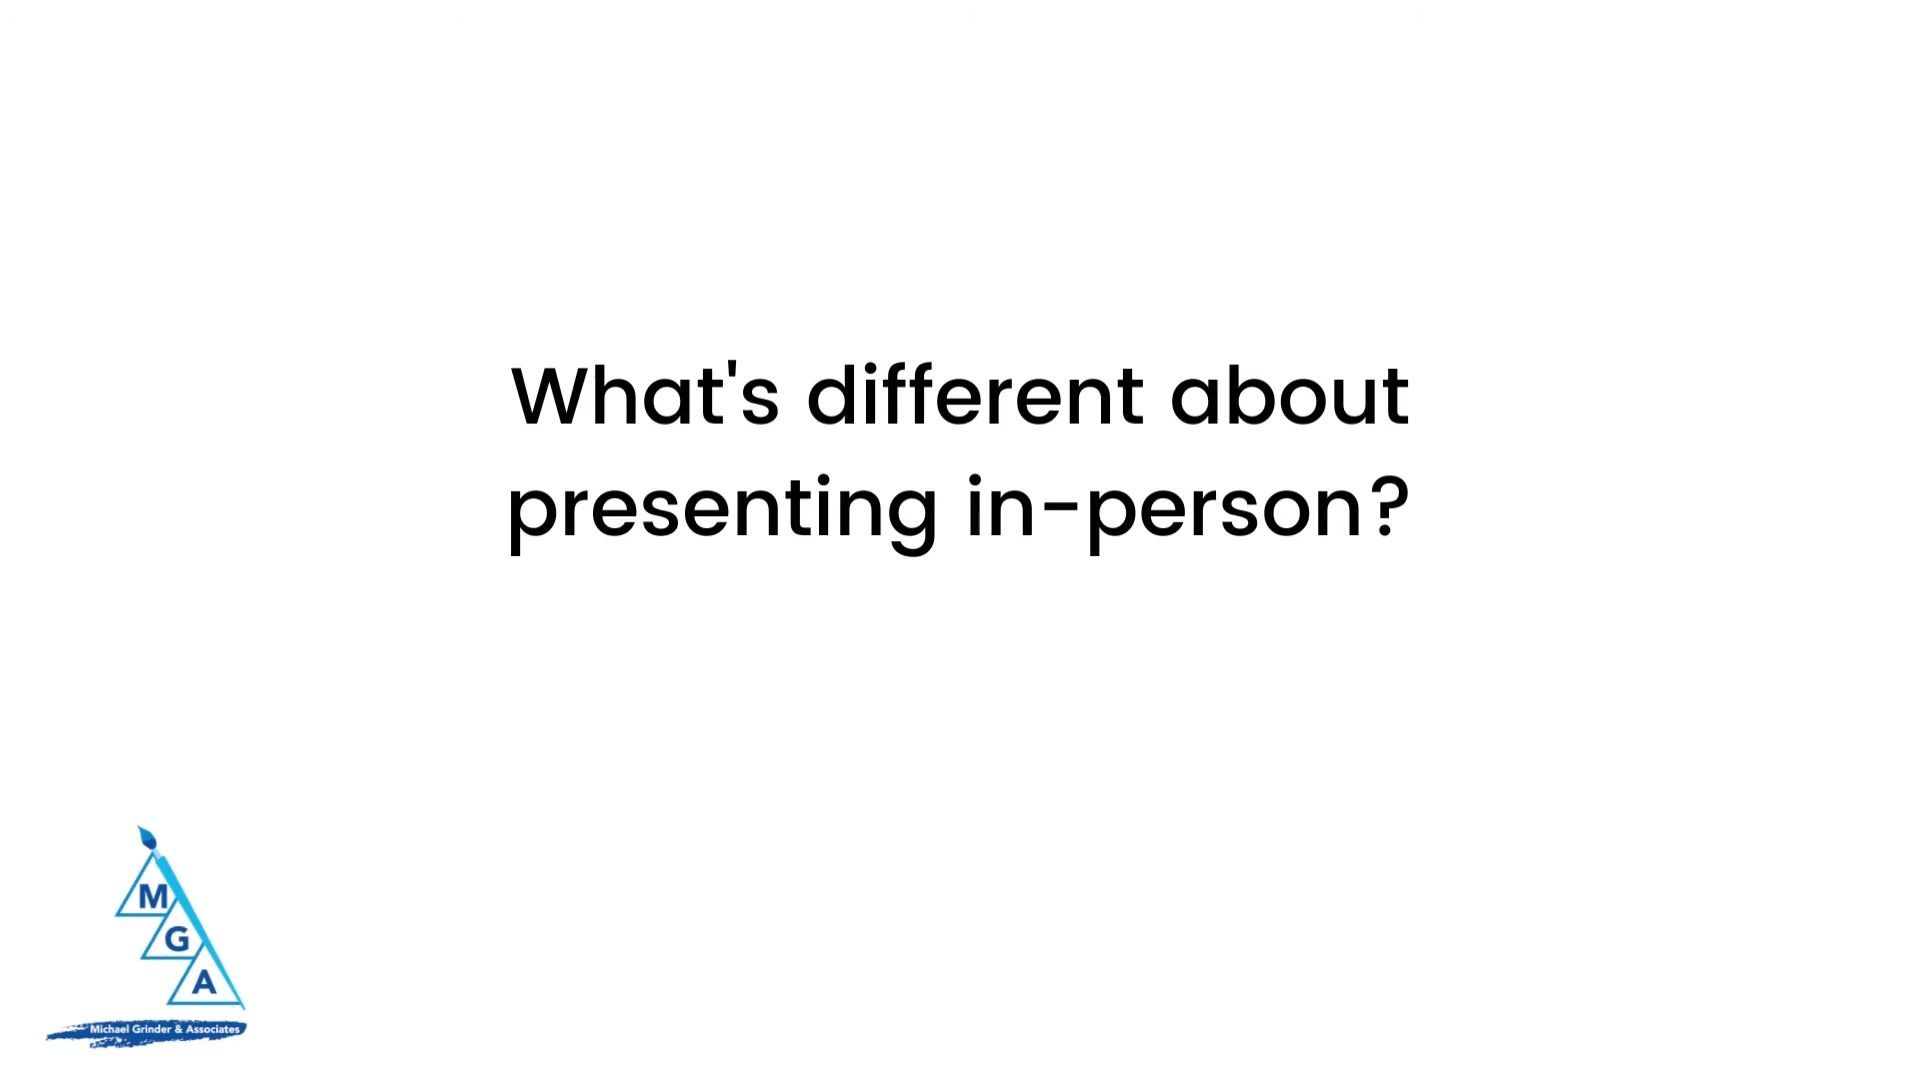 What's different about
presenting in-person?
M
G
A
Michael Grinder & Associates